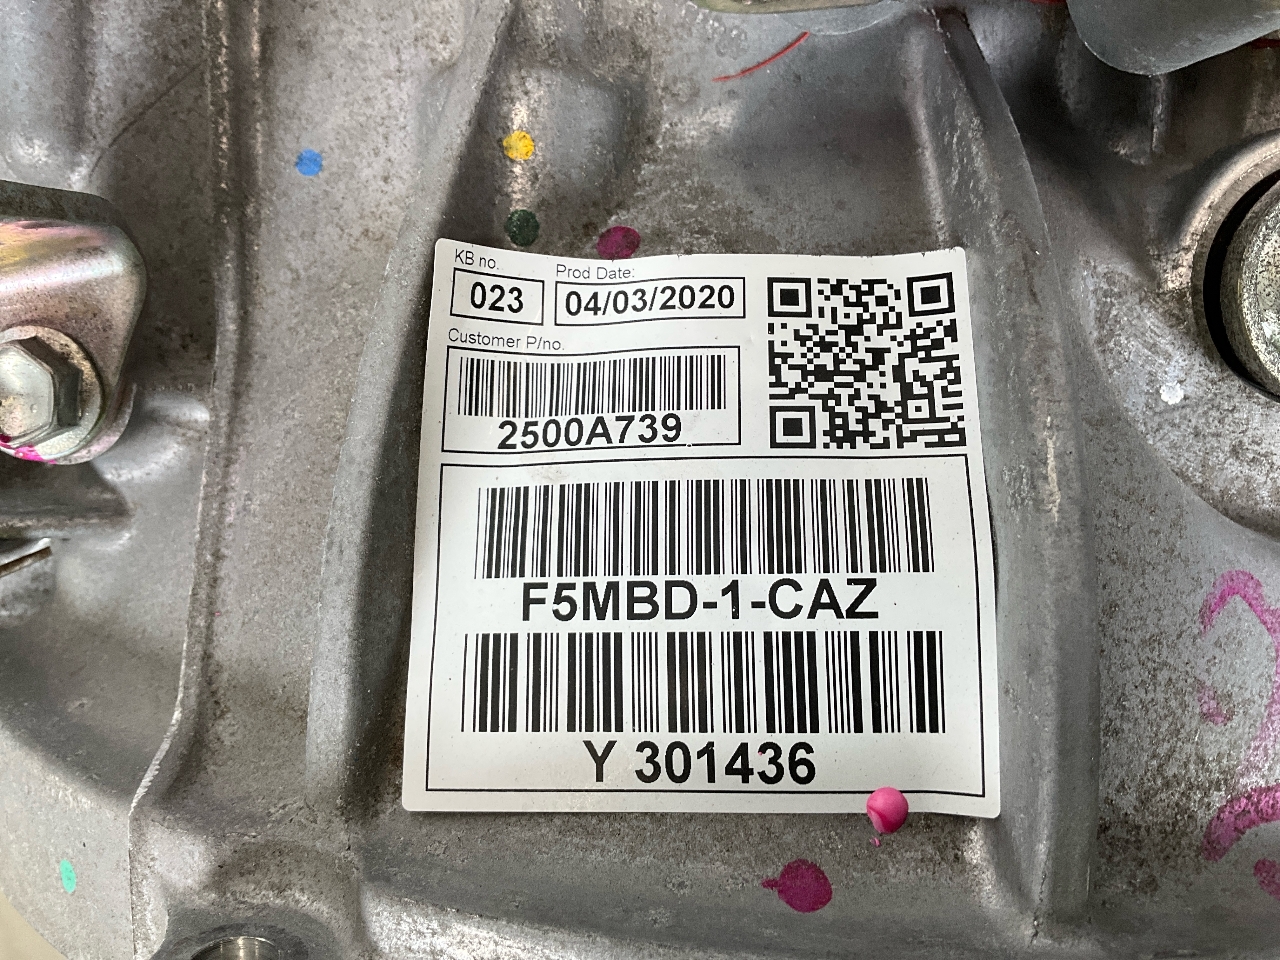 KB no.
Prod Date:
023
04/03/2020
Customer P/no.
2500A739
F5MBD-1-CAZ
Y 301436